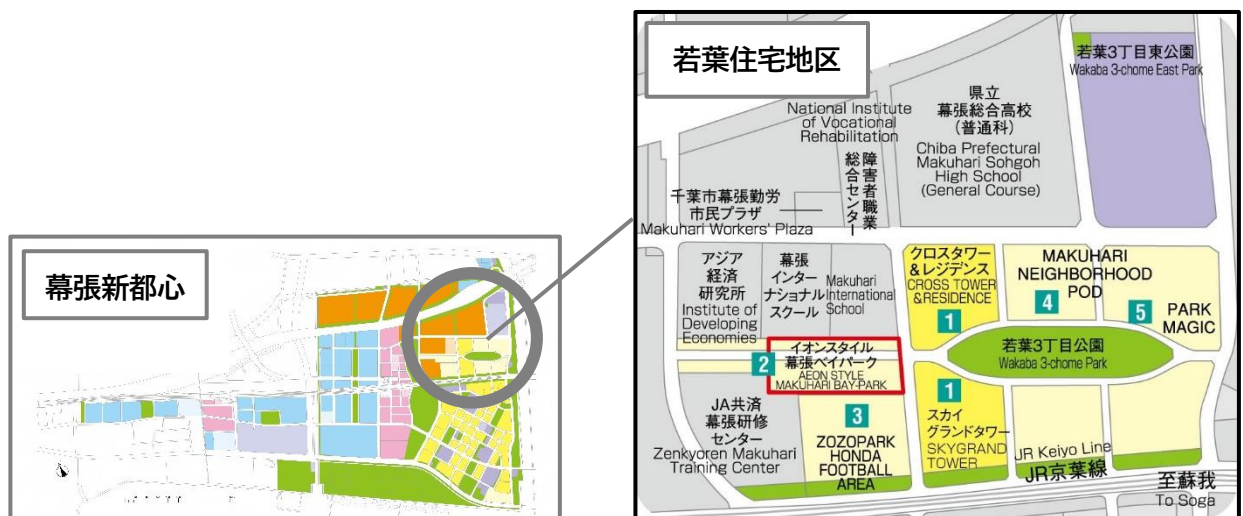 幕張新都心
若葉住宅地区
若葉3丁目東公園
Wakaba 3-chome East Park
National Institute
of Vocational
Rehabilitation
障害者職業
総合センター
県立
幕張総合高校
(普通科)
Chiba Prefectural
Makuhari Sohgoh
High School
(General Course)
千葉市幕張勤労
市民プラザ
Makuhari Workers' Plaza
アジア
経済
研究所
Institute of
Developing
Economies
幕張
インター
ナショナル
スクール
Makuhari
International
School
クロスタワー
&レジデンス
CROSS TOWER
&RESIDENCE
1
MAKUHARI
NEIGHBORHOOD
POD
4
5
PARK
MAGIC
若葉3丁目公園
Wakaba 3-chome Park
2
イオンスタイル
幕張ベイパーク
AEON STYLE
MAKUHARI BAY-PARK
JA共済
幕張研修
センター
Zenkyoren Makuhari
Training Center
3
ZOZOPARK
HONDA
FOOTBALL
AREA
1
スカイ
グランドタワー
SKYGRAND
TOWER
JR Keiyo Line
JR京葉線
至蘇我
To Soga